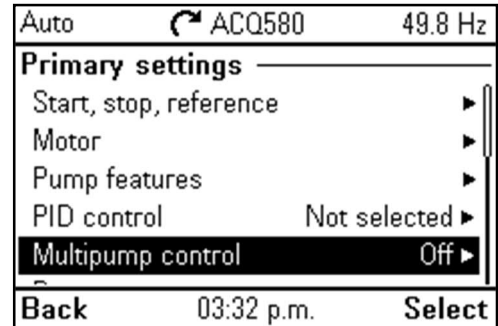 Auto ACQ580 49.8 Hz
Primary settings
Start, stop, reference
Motor
Pump features
PID control Not selected
Multipump control Off
Back 03:32 p.m. Select